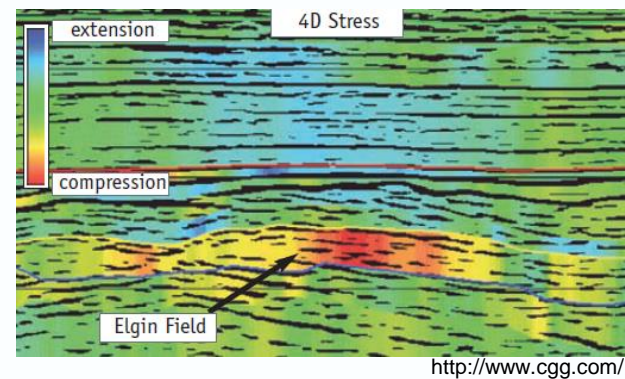 4D Stress
extension
compression
Elgin Field
http://www.cgg.com/